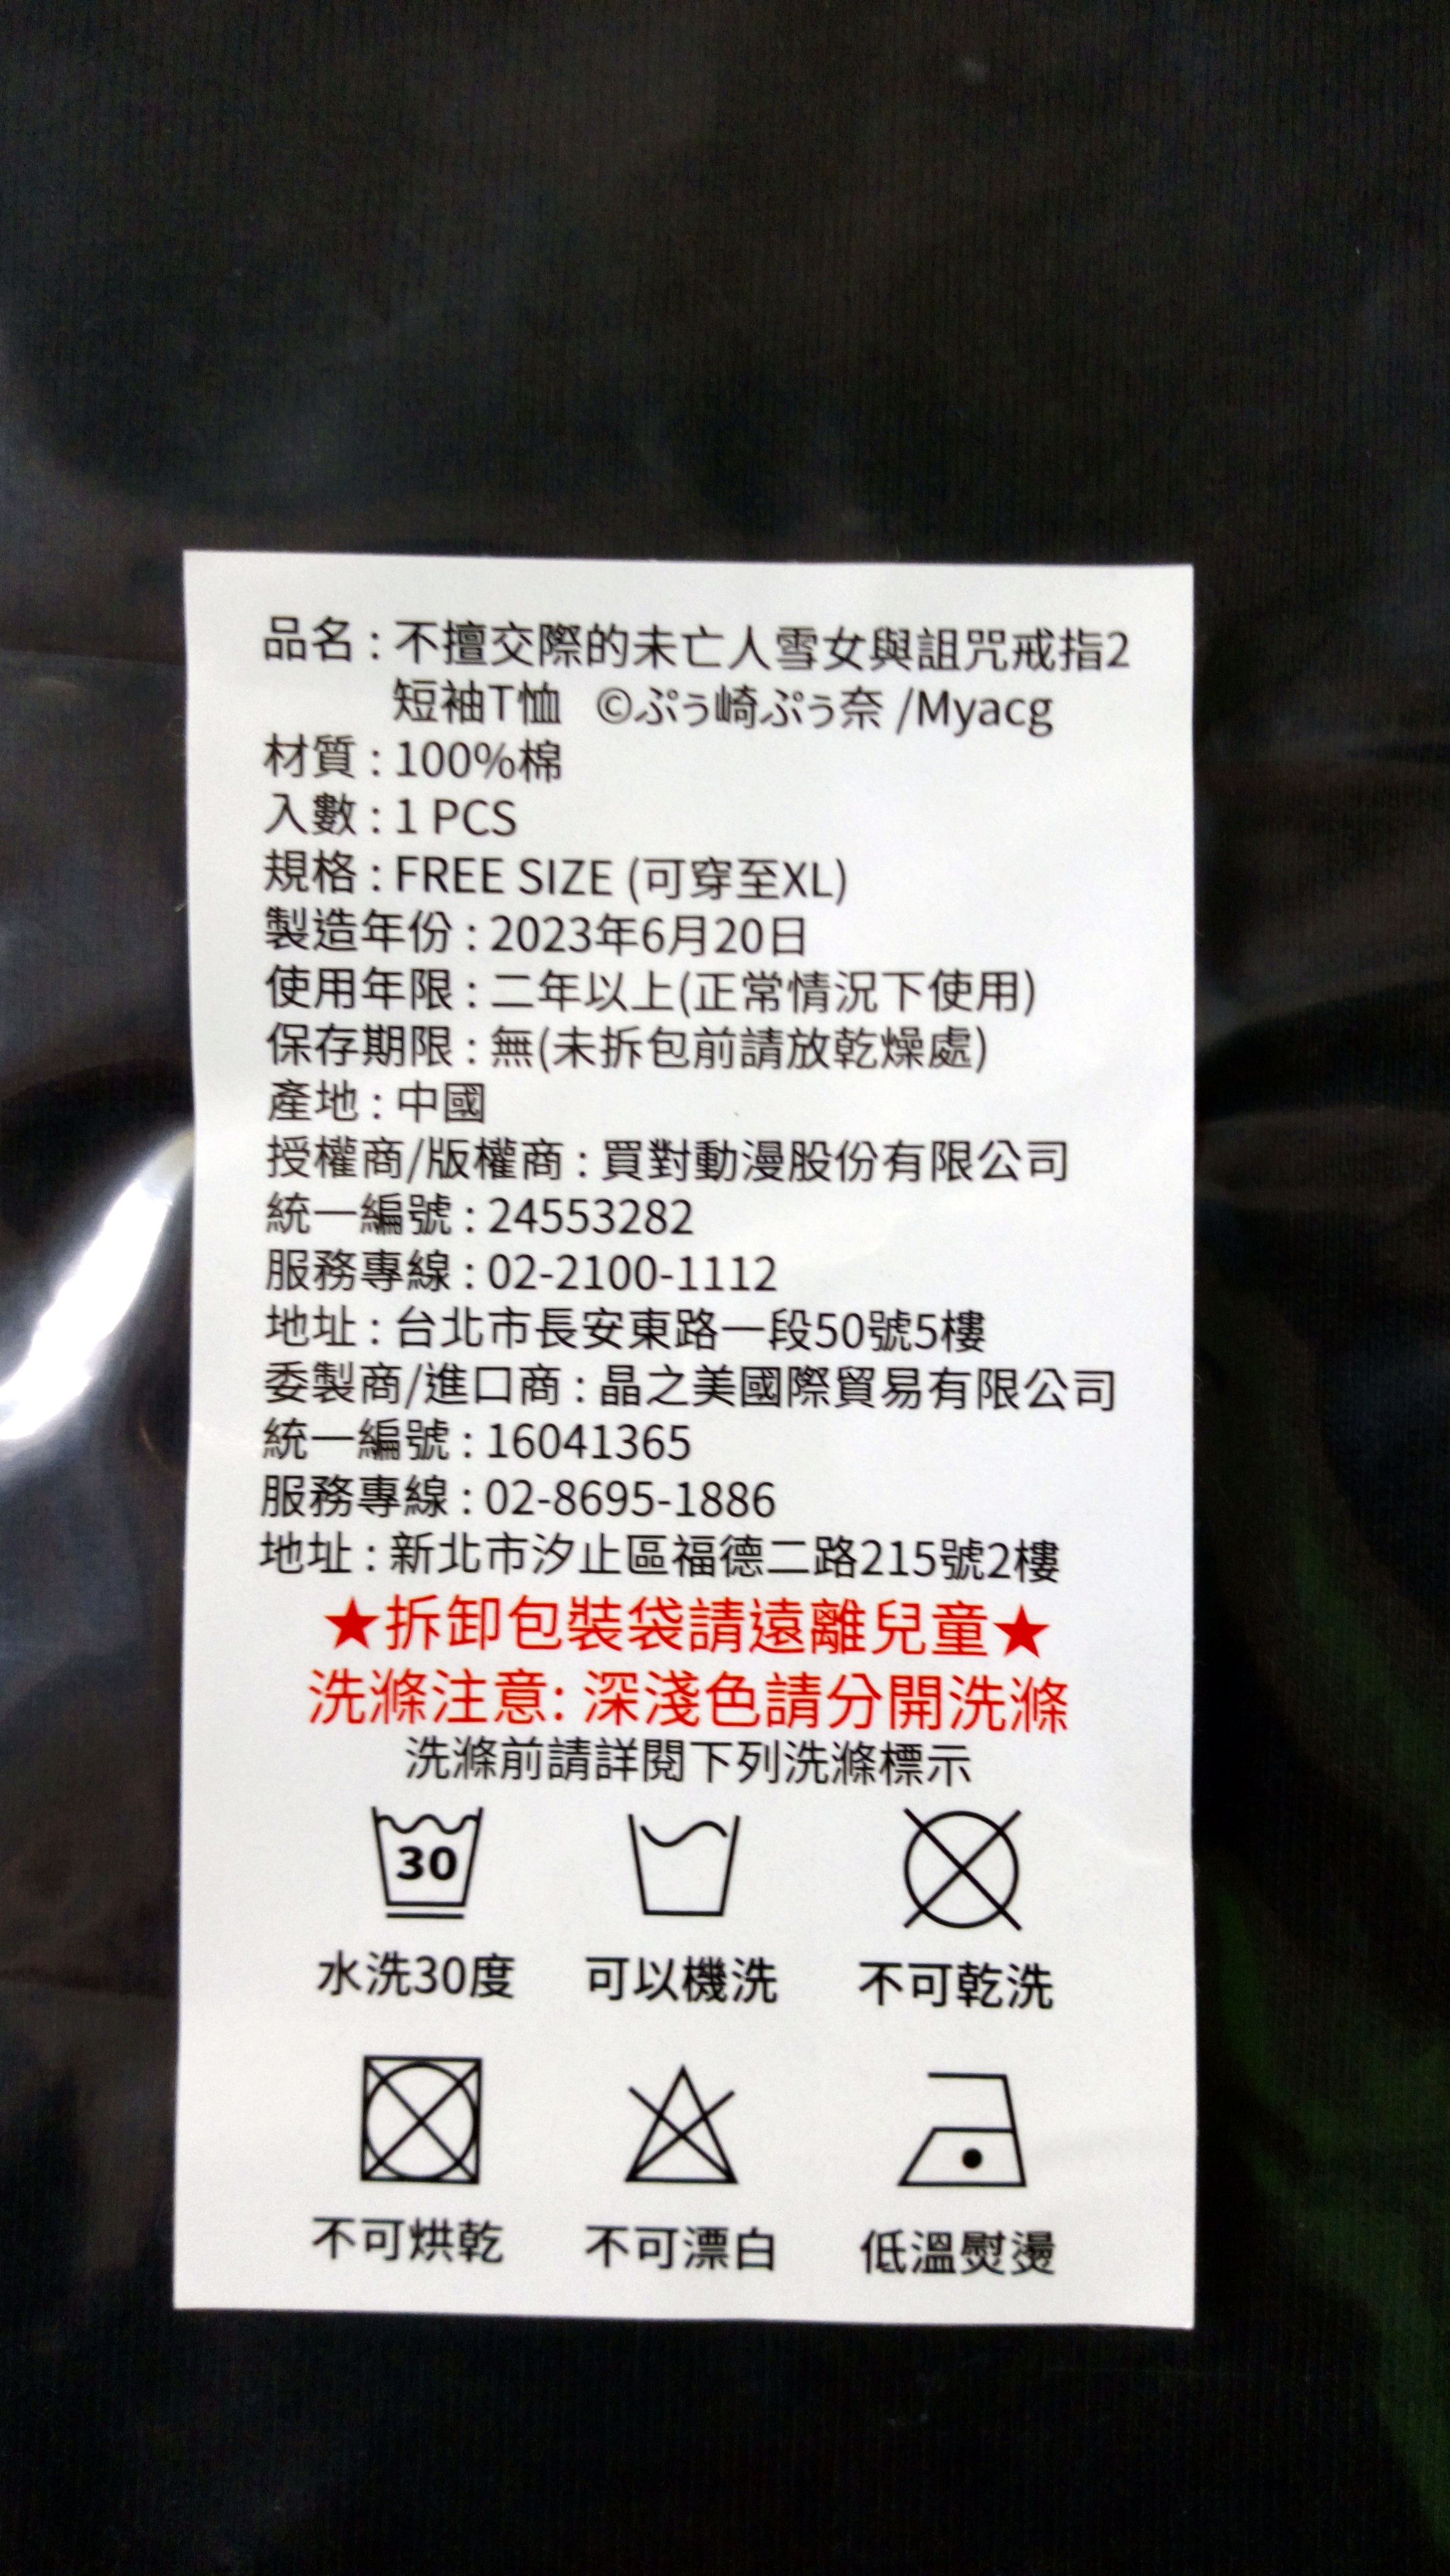 品名 : 不擅交際的未亡人雪女與詛咒戒指2
短袖T恤 ©ぷぅ崎ぷぅ奈 /Myacg
材質 : 100%棉
入數 : 1 PCS
規格 : FREE SIZE (可穿至XL)
製造年份 : 2023年6月20日
使用年限 : 二年以上(正常情況下使用)
保存期限 : 無(未拆包前請放乾燥處)
產地 : 中國
授權商/版權商 : 買對動漫股份有限公司
統一編號 : 24553282
服務專線 : 02-2100-1112
地址 : 台北市長安東路一段50號5樓
委製商/進口商 : 晶之美國際貿易有限公司
統一編號 : 16041365
服務專線 : 02-8695-1886
地址 : 新北市汐止區福德二路215號2樓
★拆卸包裝袋請遠離兒童★
洗滌注意: 深淺色請分開洗滌
洗滌前請詳閱下列洗滌標示
30
水洗30度 可以機洗 不可乾洗
不可烘乾 不可漂白 低溫熨燙